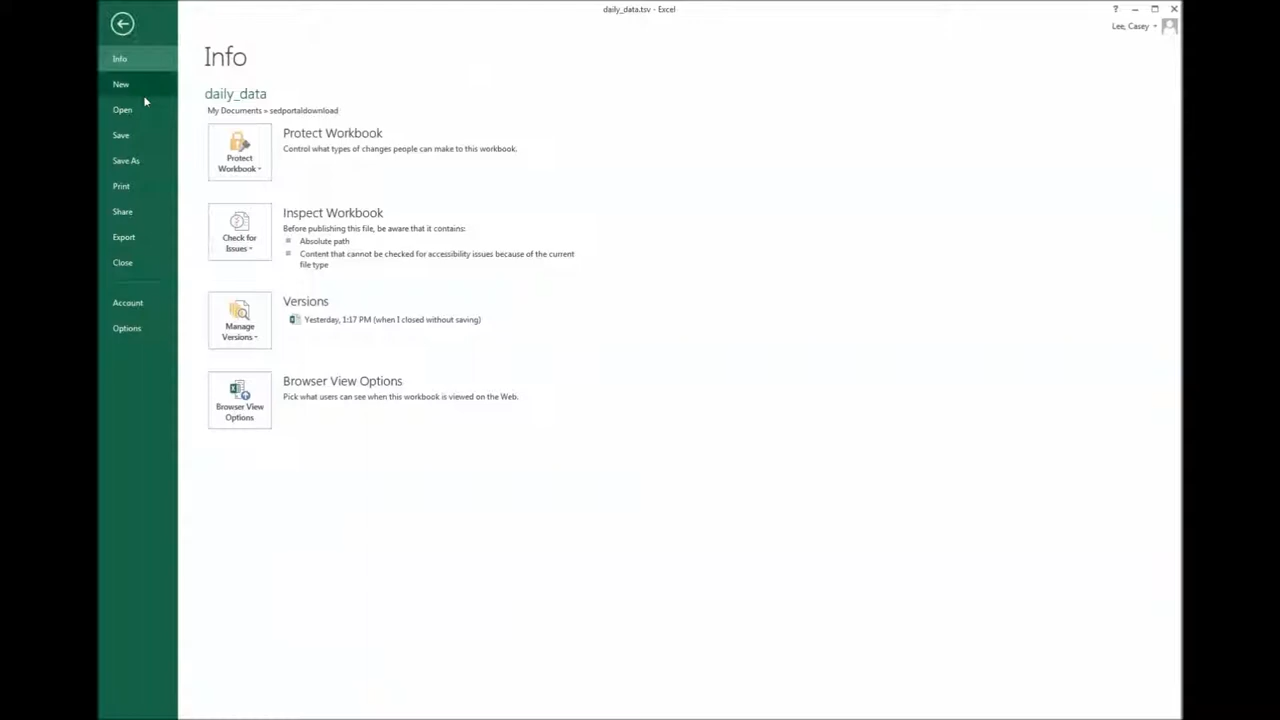 daily_data.tsv - Excel
?
Lee, Casey
Info
New
Open
Save
Save As
Print
Share
Export
Close
Account
Options
Info
daily_data
My Documents » sedportaldownload
Protect
Workbook
Protect Workbook
Control what types of changes people can make to this workbook.
Check for
Issues
Inspect Workbook
Before publishing this file, be aware that it contains:
Absolute path
Content that cannot be checked for accessibility issues because of the current
file type
Manage
Versions
Versions
Yesterday, 1:17 PM (when I closed without saving)
Browser View
Options
Browser View Options
Pick what users can see when this workbook is viewed on the Web.